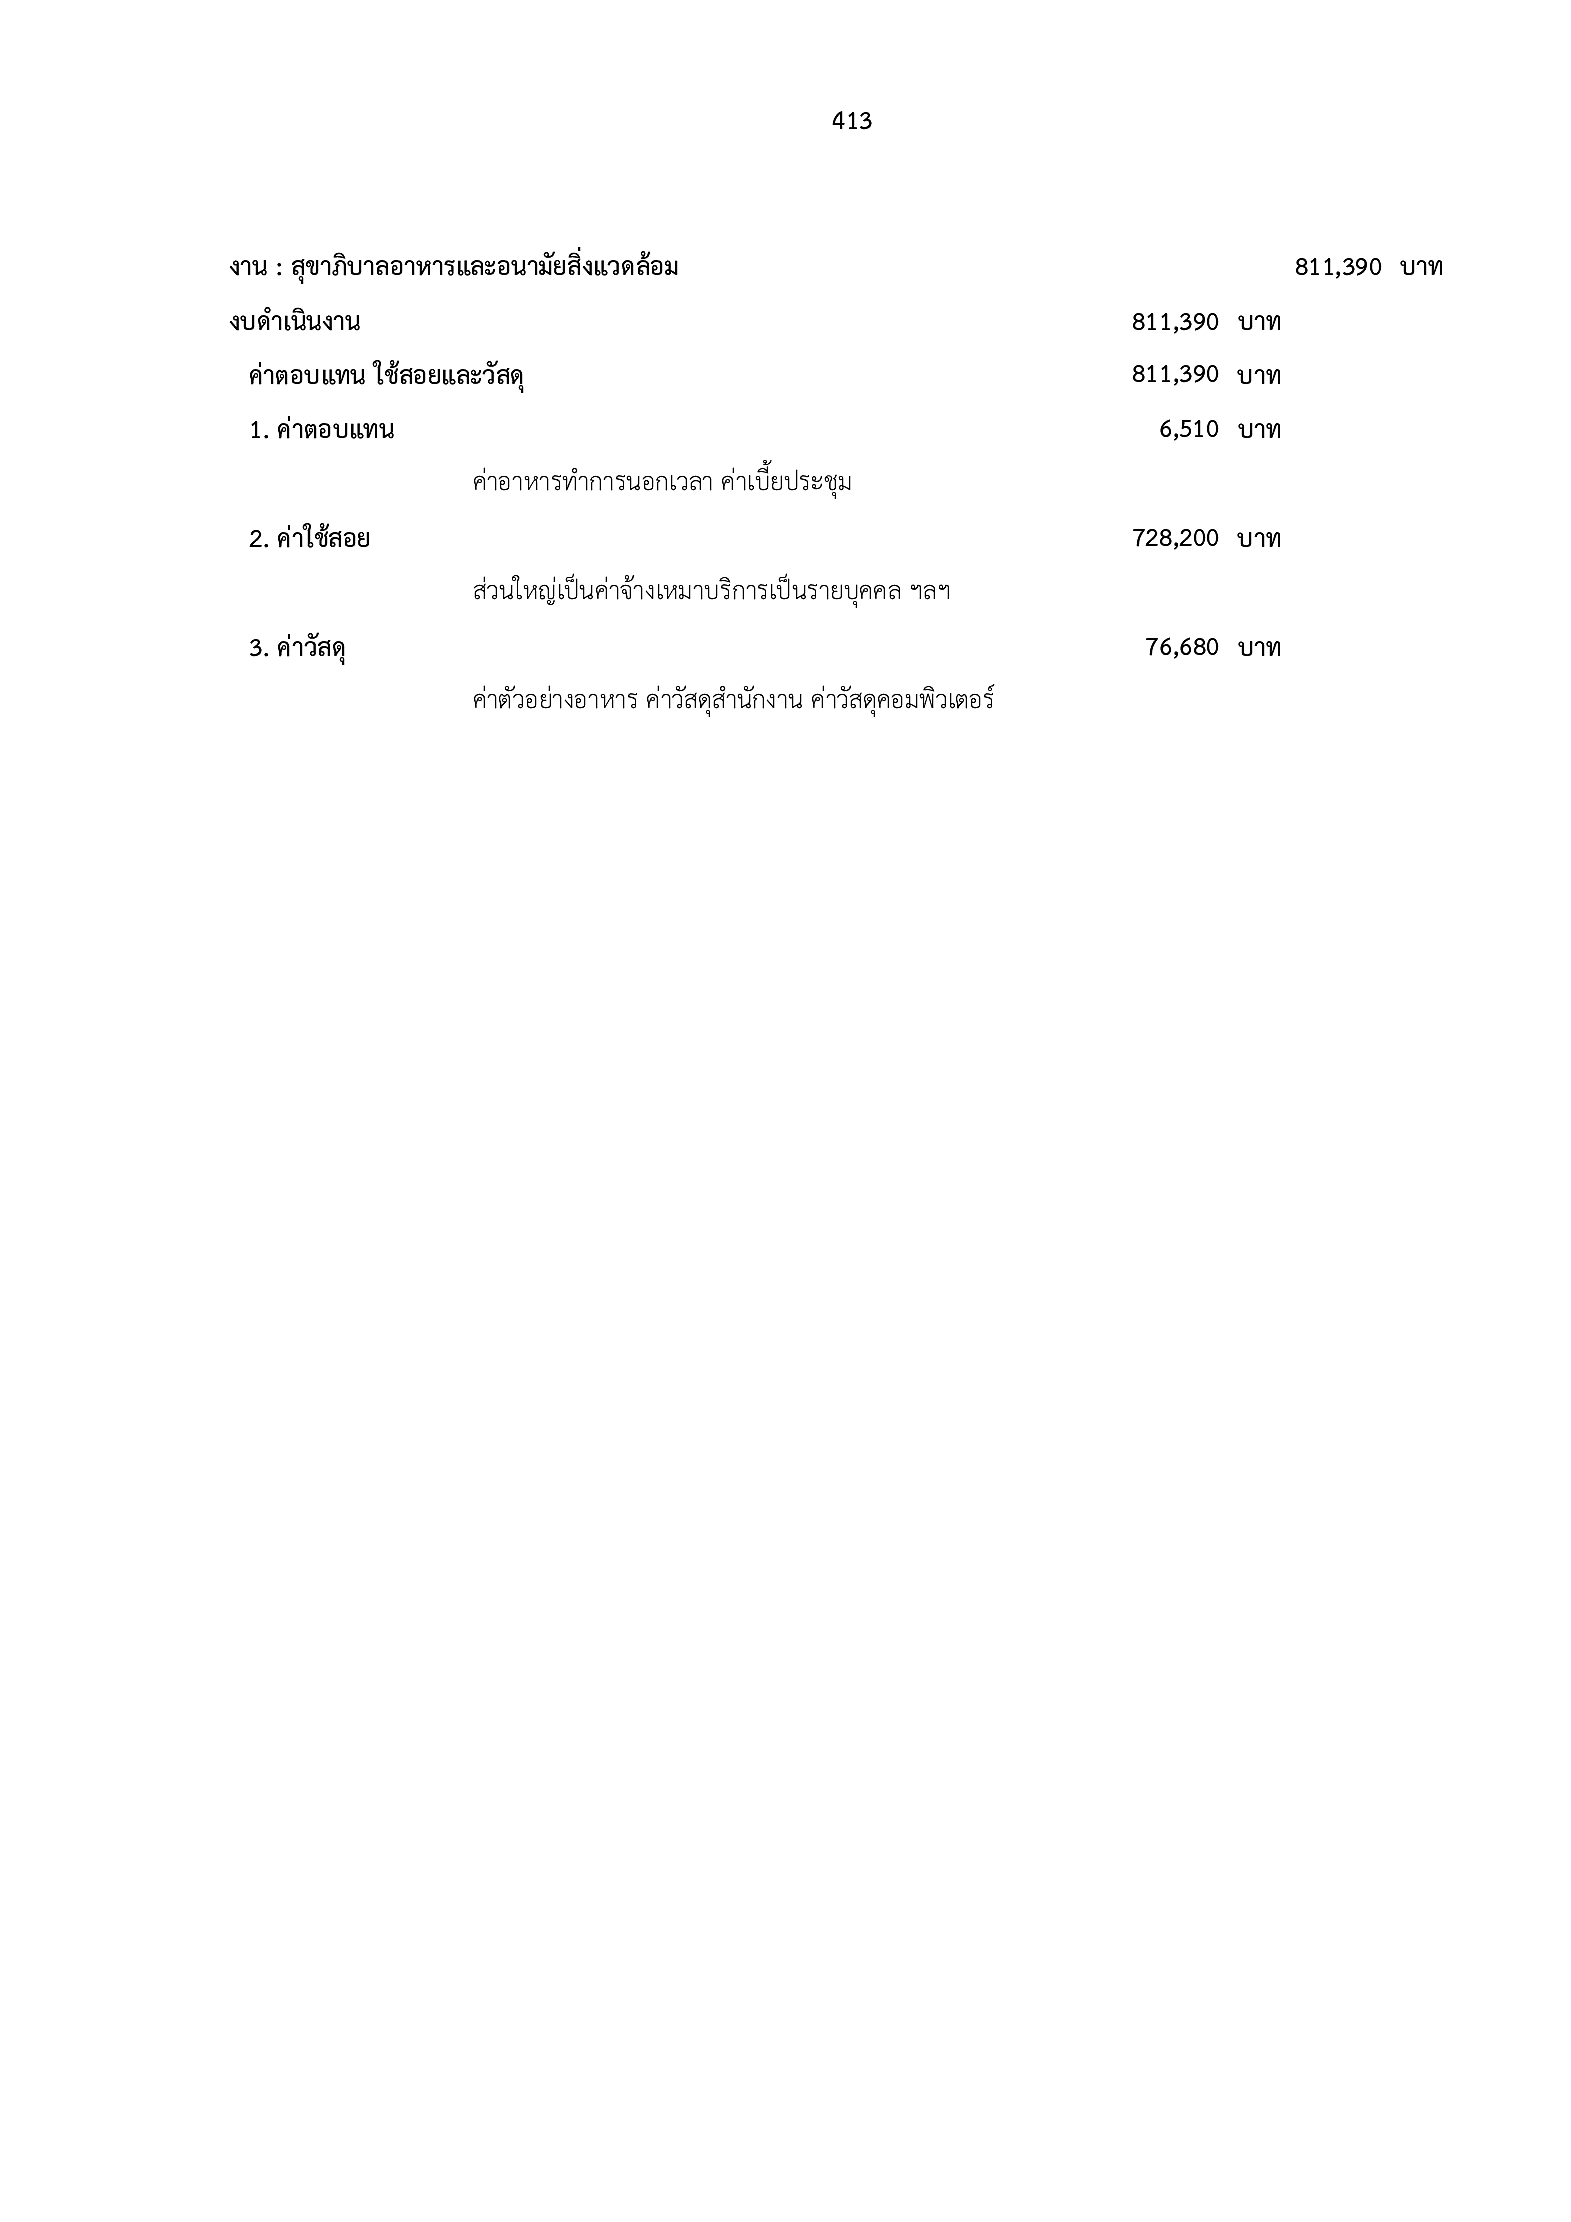 413
งาน : สุขาภิบาลอาหารและอนามัยสิ่งแวดล้อม 811,390 บาท
งบดำเนินงาน 811,390 บาท
ค่าตอบแทน ใช้สอยและวัสดุ 811,390 บาท
1. ค่าตอบแทน 6,510 บาท
ค่าอาหารทำการนอกเวลา ค่าเบี้ยประชุม
2. ค่าใช้สอย 728,200 บาท
ส่วนใหญ่เป็นค่าจ้างเหมาบริการเป็นรายบุคคล ฯลฯ
3. ค่าวัสดุ 76,680 บาท
ค่าตัวอย่างอาหาร ค่าวัสดุสำนักงาน ค่าวัสดุคอมพิวเตอร์